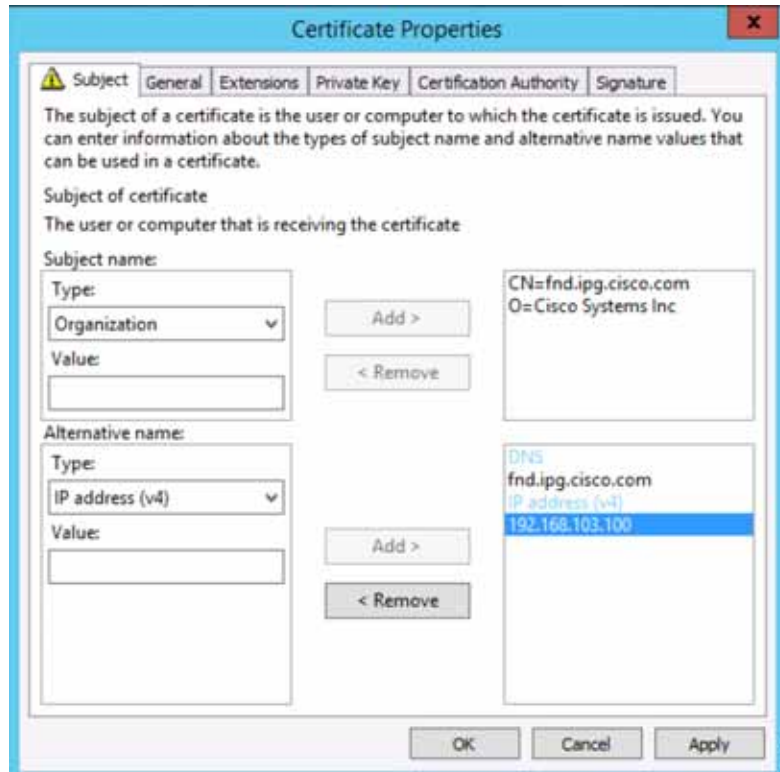 Certificate Properties
x
Subject General Extensions Private Key Certification Authority Signature
The subject of a certificate is the user or computer to which the certificate is issued. You
can enter information about the types of subject name and alternative name values that
can be used in a certificate.
Subject of certificate
The user or computer that is receiving the certificate
Subject name:
Type:
Organization
Value:
Add >
< Remove
CN=fnd.ipg.cisco.com
O=Cisco Systems Inc
Alternative name:
Type:
IP address (v4)
Value:
Add >
< Remove
DNS
fnd.ipg.cisco.com
IP address (v4)
192.168.103.100
OK Cancel Apply